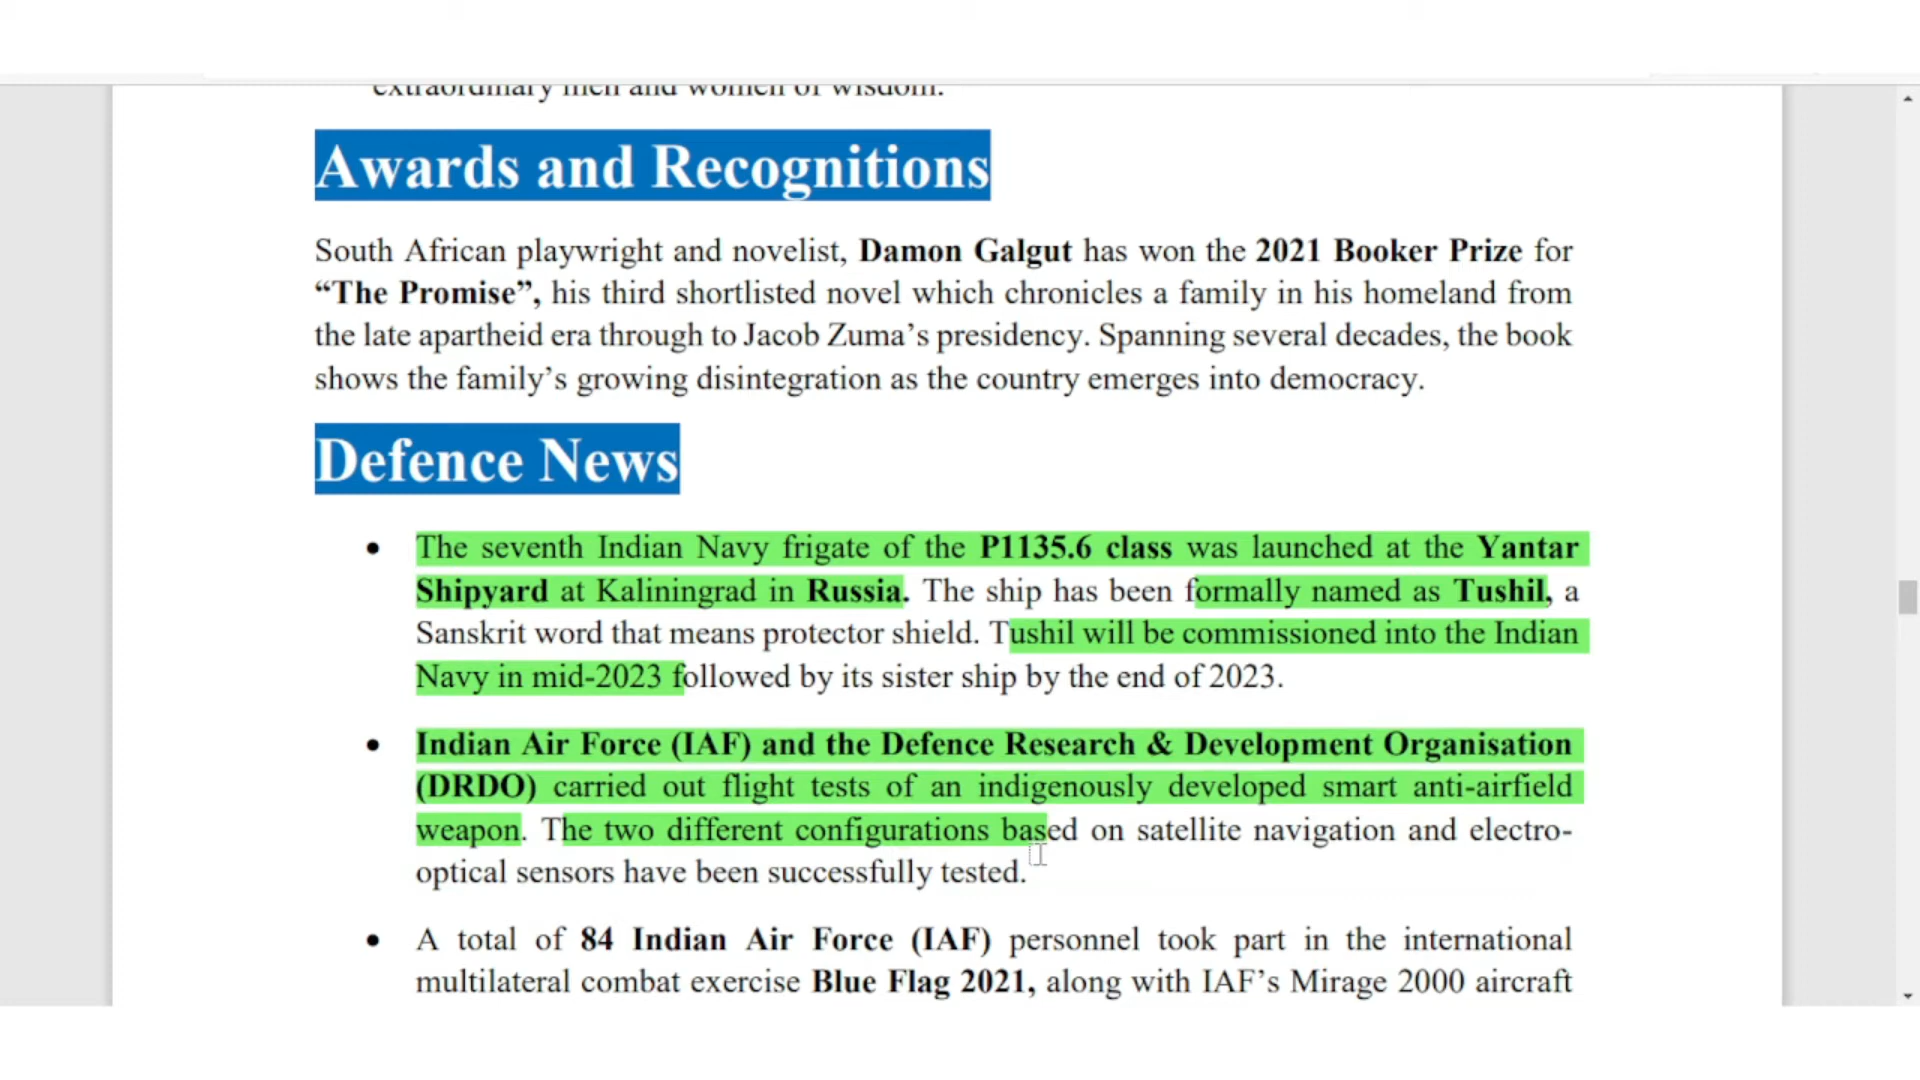 extraordinary men and women of wisdom.
Awards and Recognitions
South African playwright and novelist, Damon Galgut has won the 2021 Booker Prize for
“The Promise”, his third shortlisted novel which chronicles a family in his homeland from
the late apartheid era through to Jacob Zuma’s presidency. Spanning several decades, the book
shows the family’s growing disintegration as the country emerges into democracy.
Defence News
• The seventh Indian Navy frigate of the P1135.6 class was launched at the Yantar
Shipyard at Kaliningrad in Russia. The ship has been formally named as Tushil, a
Sanskrit word that means protector shield. Tushil will be commissioned into the Indian
Navy in mid-2023 followed by its sister ship by the end of 2023.
• Indian Air Force (IAF) and the Defence Research & Development Organisation
(DRDO) carried out flight tests of an indigenously developed smart anti-airfield
weapon. The two different configurations based on satellite navigation and electro-
optical sensors have been successfully tested.
• A total of 84 Indian Air Force (IAF) personnel took part in the international
multilateral combat exercise Blue Flag 2021, along with IAF’s Mirage 2000 aircraft